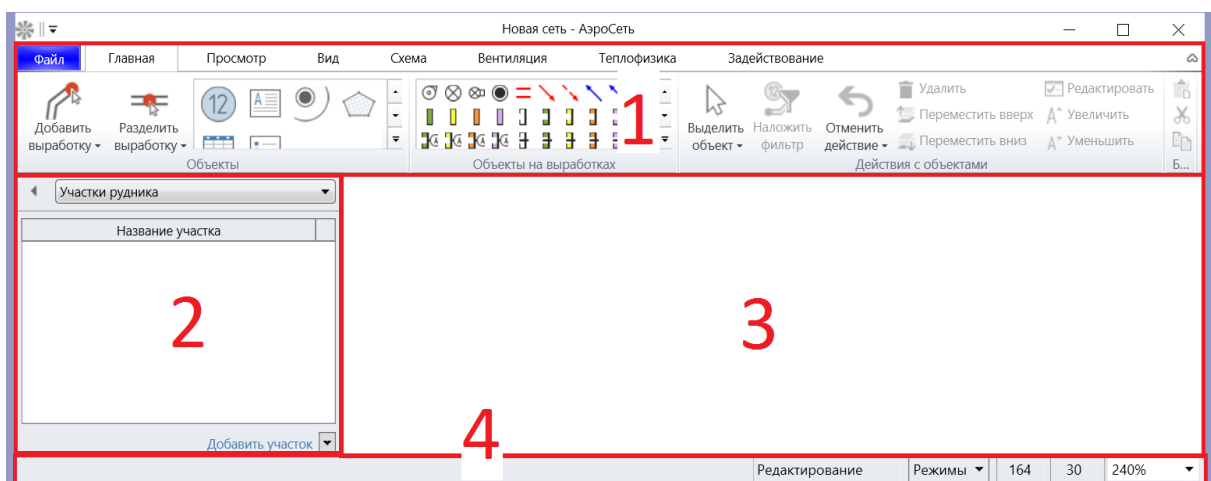 Новая сеть - АэроСеть
Файл Главная Просмотр Вид Схема Вентиляция Теплофизика Задействование
Добавить выработку
Разделить выработку
12
A
Объекты
1
Объекты на выработках
Выделить объект
12
Наложить фильтр
Отменить действие
Удалить
Переместить вверх
Переместить вниз
Редактировать
A Увеличить
A Уменьшить
Действия с объектами
Б...
Участки рудника
Название участка
2
3
Добавить участок
4
Редактирование Режимы 164 30 240%